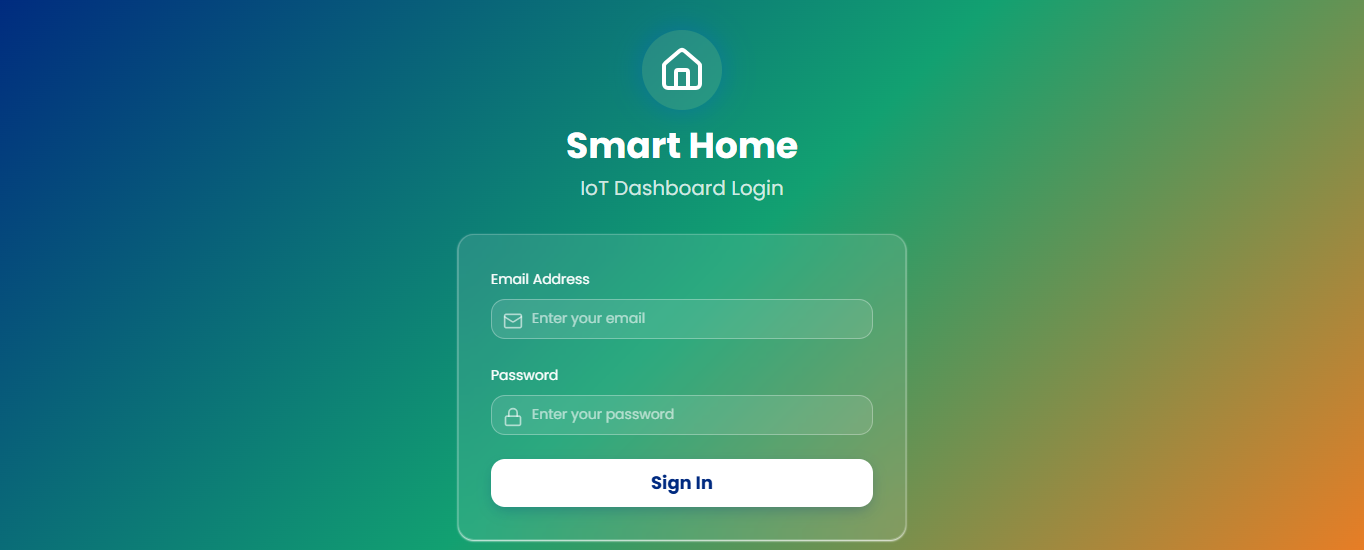 Smart Home
IoT Dashboard Login
Email Address
Enter your email
Password
Enter your password
Sign In